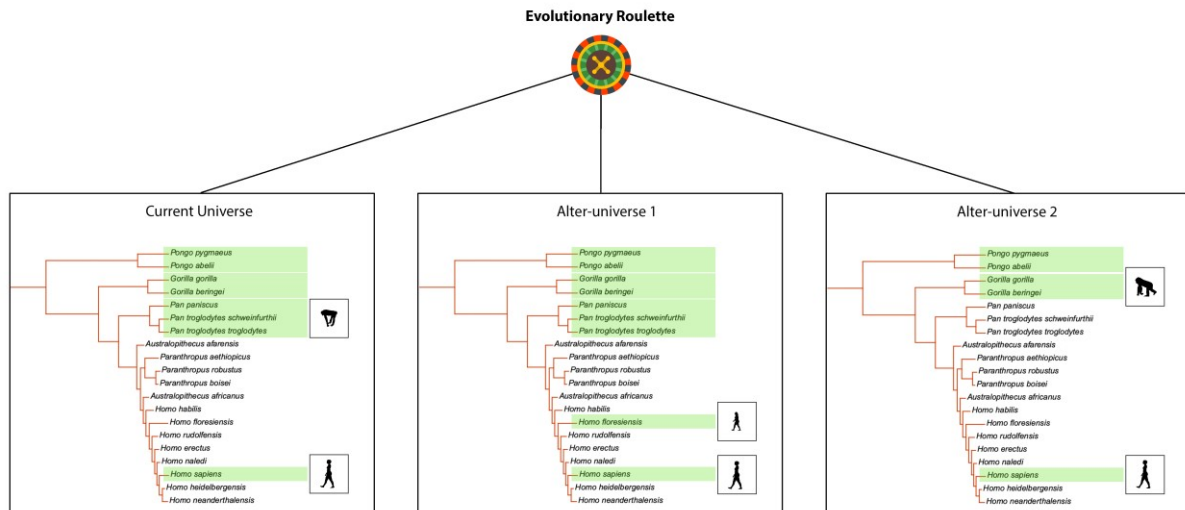 Evolutionary Roulette
Current Universe
Pongo pygmaeus
Pongo abelii
Gorilla gorilla
Gorilla beringei
Pan paniscus
Pan troglodytes schweinfurthii
Pan troglodytes troglodytes
Australopithecus afarensis
Paranthropus aethiopicus
Paranthropus robustus
Paranthropus boisei
Australopithecus africanus
Homo habilis
Homo floresiensis
Homo rudolfensis
Homo erectus
Homo naledi
Homo sapiens
Homo heidelbergensis
Homo neanderthalensis
Alter-universe 1
Pongo pygmaeus
Pongo abelii
Gorilla gorilla
Gorilla beringei
Pan paniscus
Pan troglodytes schweinfurthii
Pan troglodytes troglodytes
Australopithecus afarensis
Paranthropus aethiopicus
Paranthropus robustus
Paranthropus boisei
Australopithecus africanus
Homo habilis
Homo floresiensis
Homo rudolfensis
Homo erectus
Homo naledi
Homo sapiens
Homo heidelbergensis
Homo neanderthalensis
Alter-universe 2
Pongo pygmaeus
Pongo abelii
Gorilla gorilla
Gorilla beringei
Pan paniscus
Pan troglodytes schweinfurthii
Pan troglodytes troglodytes
Australopithecus afarensis
Paranthropus aethiopicus
Paranthropus robustus
Paranthropus boisei
Australopithecus africanus
Homo habilis
Homo floresiensis
Homo rudolfensis
Homo erectus
Homo naledi
Homo sapiens
Homo heidelbergensis
Homo neanderthalensis